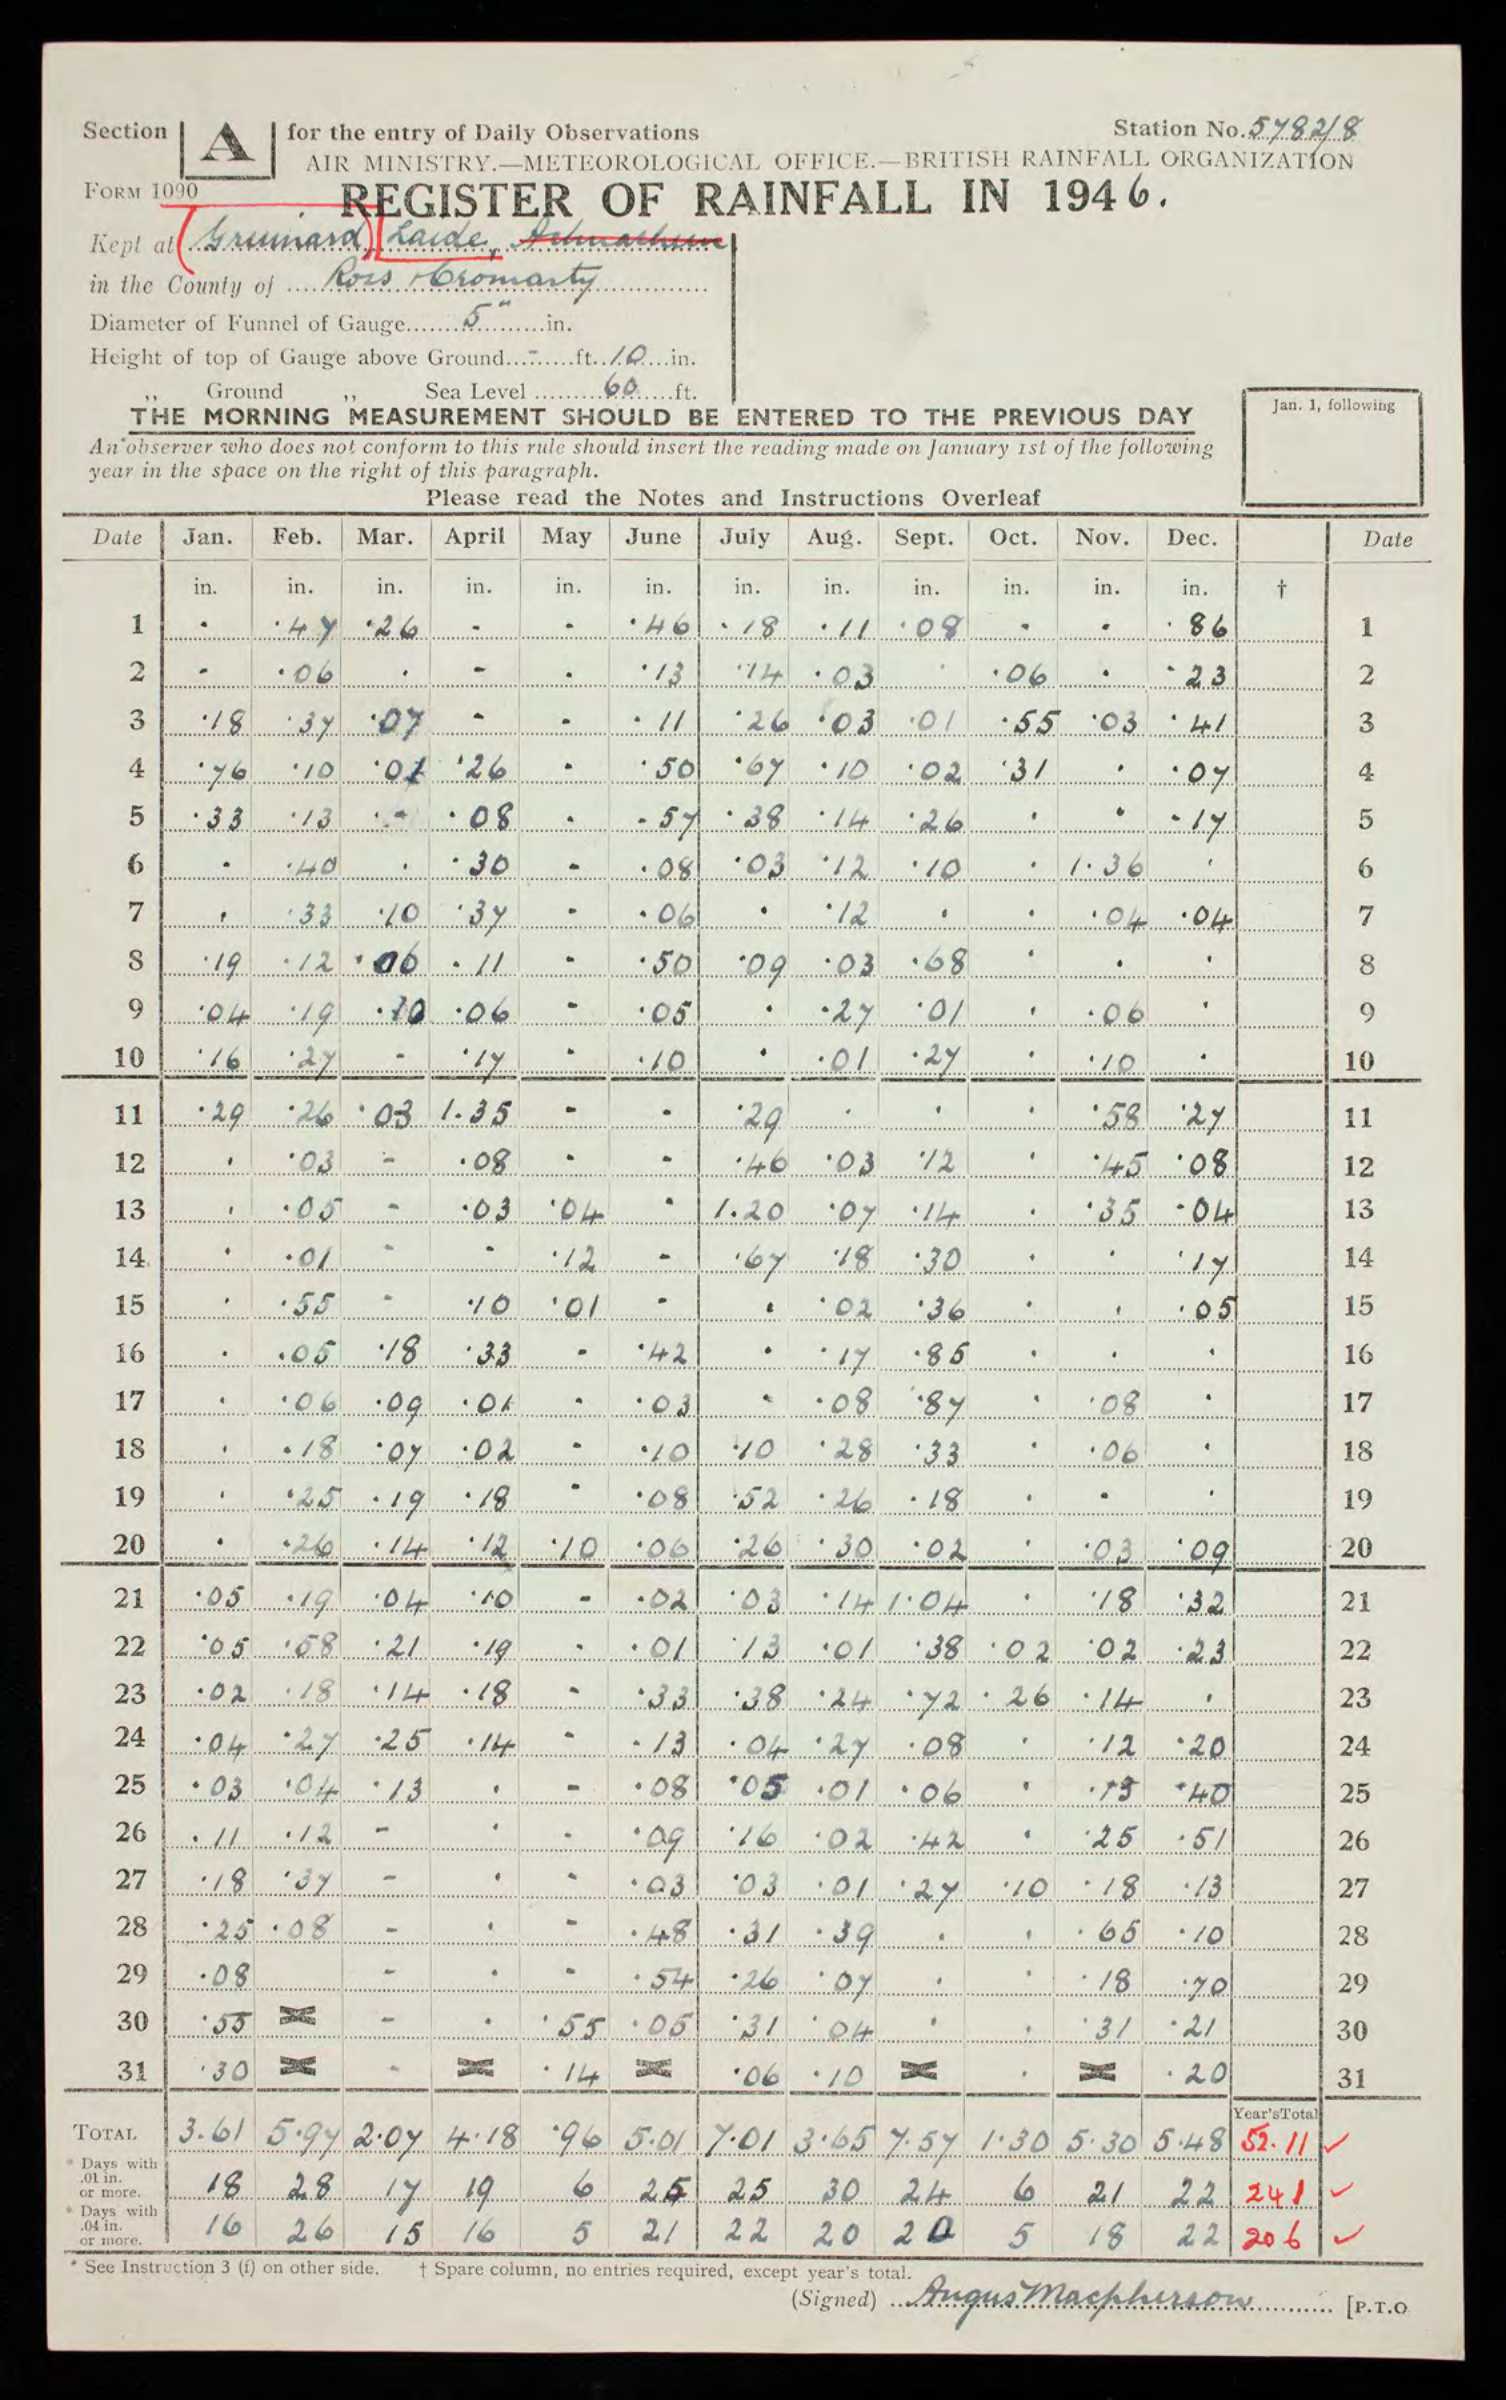 Section A for the entry of Daily Observations Station No. 5782/8
AIR MINISTRY.—METEOROLOGICAL OFFICE.—BRITISH RAINFALL ORGANIZATION
FORM 1090 REGISTER OF RAINFALL IN 1946.
Kept at (Gruinard) Laide,
in the County of Ross & Cromarty
Diameter of Funnel of Gauge 5" in.
Height of top of Gauge above Ground - ft. 10 in.
,, Ground ,, Sea Level 60 ft.
THE MORNING MEASUREMENT SHOULD BE ENTERED TO THE PREVIOUS DAY
Jan. 1, following
An observer who does not conform to this rule should insert the reading made on January 1st of the following
year in the space on the right of this paragraph.
Please read the Notes and Instructions Overleaf
Date Jan. Feb. Mar. April May June July Aug. Sept. Oct. Nov. Dec. Date
in. in. in. in. in. in. in. in. in. in. in. in. †
1 · ·47 ·26 - - ·46 ·18 ·11 ·08 · · ·86 1
2 - ·06 · - · ·13 ·14 ·03 · ·06 · ·23 2
3 ·18 ·37 ·07 - - ·11 ·26 ·03 ·01 ·55 ·03 ·41 3
4 ·76 ·10 ·01 ·26 · ·50 ·67 ·10 ·02 ·31 · ·07 4
5 ·33 ·13 - ·08 · ·57 ·38 ·14 ·26 · · ·17 5
6 · ·40 · ·30 - ·08 ·03 ·12 ·10 · 1·36 · 6
7 · ·33 ·10 ·37 - ·06 · ·12 · · ·04 ·04 7
8 ·19 ·12 ·06 ·11 - ·50 ·09 ·03 ·68 · · · 8
9 ·04 ·19 ·10 ·06 - ·05 · ·27 ·01 · ·06 · 9
10 ·16 ·27 - ·17 · ·10 · ·01 ·27 · ·10 · 10
11 ·29 ·26 ·03 1·35 - - ·29 · · · ·58 ·27 11
12 · ·03 - ·08 - - ·46 ·03 ·12 · ·45 ·08 12
13 · ·05 - ·03 ·04 · 1·20 ·07 ·14 · ·35 ·04 13
14 · ·01 - - ·12 - ·67 ·18 ·30 · · ·17 14
15 · ·55 - ·10 ·01 - · ·02 ·36 · · ·05 15
16 · ·05 ·18 ·33 - ·42 · ·17 ·85 · · · 16
17 · ·06 ·09 ·01 · ·03 · ·08 ·87 · ·08 · 17
18 · ·18 ·07 ·02 - ·10 ·10 ·28 ·33 · ·06 · 18
19 · ·25 ·19 ·18 - ·08 ·52 ·26 ·18 · · · 19
20 · ·26 ·14 ·12 ·10 ·06 ·26 ·30 ·02 · ·03 ·09 20
21 ·05 ·19 ·04 ·10 - ·02 ·03 ·14 1·04 · ·18 ·32 21
22 ·05 ·58 ·21 ·19 · ·01 ·13 ·01 ·38 ·02 ·02 ·23 22
23 ·02 ·18 ·14 ·18 - ·33 ·38 ·24 ·72 ·26 ·14 · 23
24 ·04 ·27 ·25 ·14 - ·13 ·04 ·27 ·08 · ·12 ·20 24
25 ·03 ·04 ·13 · - ·08 ·05 ·01 ·06 · ·13 ·40 25
26 ·11 ·12 - · · ·09 ·16 ·02 ·42 · ·25 ·51 26
27 ·18 ·37 - · - ·03 ·03 ·01 ·27 ·10 ·18 ·13 27
28 ·25 ·08 - · - ·48 ·31 ·39 · · ·65 ·10 28
29 ·08 - · - ·54 ·26 ·07 · · ·18 ·70 29
30 ·55 - · ·55 ·05 ·31 ·04 · · ·31 ·21 30
31 ·30 - ·14 ·06 ·10 · ·20 31
Year's Total
TOTAL 3·61 5·97 2·07 4·18 ·96 5·01 7·01 3·65 7·57 1·30 5·30 5·48 52·11 ✓
* Days with .01 in. or more. 18 28 17 19 6 25 25 30 24 6 21 22 241 ✓
* Days with .04 in. or more. 16 26 15 16 5 21 22 20 20 5 18 22 206 ✓
* See Instruction 3 (f) on other side. † Spare column, no entries required, except year's total.
(Signed) Angus Macpherson [P.T.O